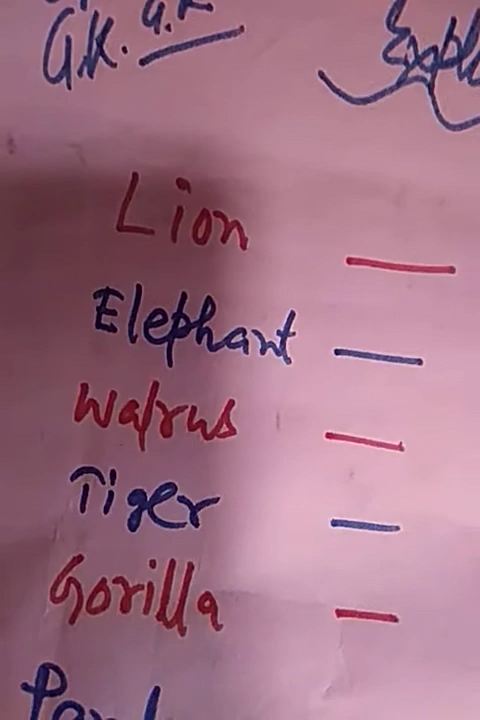 G.K. G.K
Lion —
Elephant —
Walrus —
Tiger —
Gorilla —